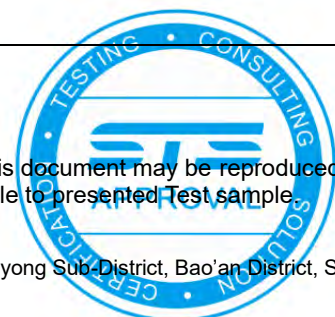 TESTING • CONSULTING • SOLUTION • CERTIFICATION •
STS
APPROVAL
is document may be reproduced
le to presented Test sample.
yong Sub-District, Bao’an District, S